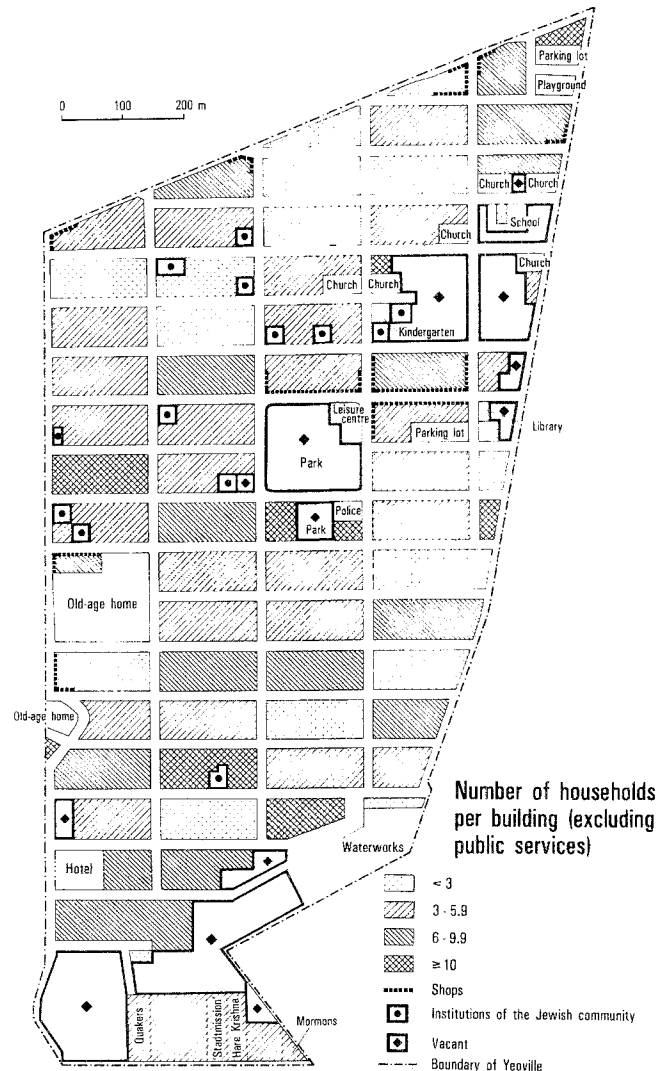 Parking lot
0 100 200 m
Playground
Church
Church
School
Church
Church
Church
Church
Kindergarten
Leisure
centre
Library
Parking lot
Park
Police
Park
Old-age home
Old-age home
Waterworks
Hotel
Quakers
Stadtmission
Hare Krishna
Mormons
Number of households
per building (excluding
public services)
< 3
3 - 5.9
6 - 9.9
≥ 10
Shops
Institutions of the Jewish community
Vacant
Boundary of Yeoville